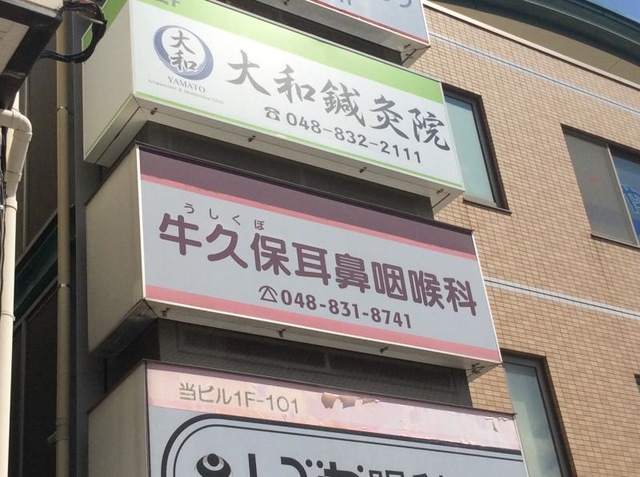 大和
YAMATO
大和鍼灸院
☎048-832-2111
うしくぼ
牛久保耳鼻咽喉科
☎048-831-8741
当ビル1F-101